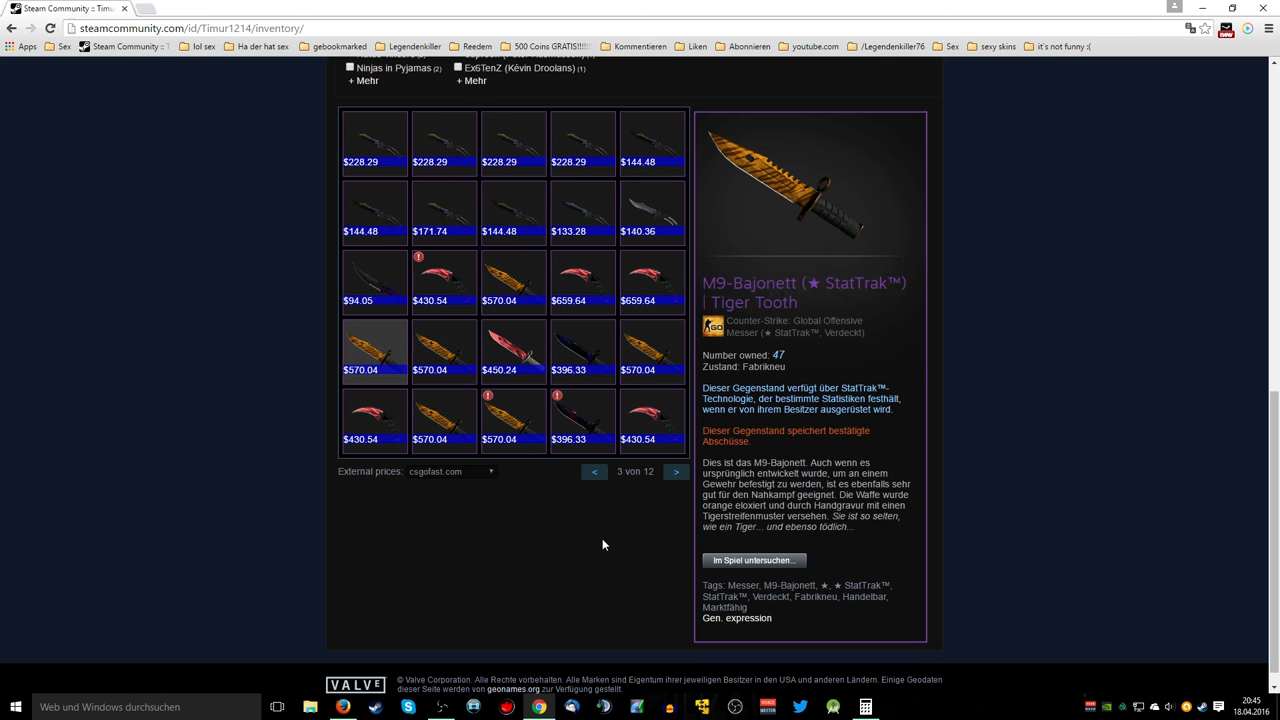 Steam Community :: Timu
steamcommunity.com/id/Timur1214/inventory/
Apps
Sex
Steam Community :: T
lol sex
Ha der hat sex
gebookmarked
Legendenkiller
Reedem
500 Coins GRATIS!!!!
Kommentieren
Liken
Abonnieren
youtube.com
/Legendenkiller76
Sex
sexy skins
it´s not funny :(
Ninjas in Pyjamas (2)
Ex6TenZ (Kévin Droolans) (1)
+ Mehr
+ Mehr
$228.29
$228.29
$228.29
$228.29
$144.48
$144.48
$171.74
$144.48
$133.28
$140.36
$94.05
$430.54
$570.04
$659.64
$659.64
$570.04
$570.04
$450.24
$396.33
$570.04
$430.54
$570.04
$570.04
$396.33
$430.54
External prices: csgofast.com
<
3 von 12
>
M9-Bajonett (★ StatTrak™)
| Tiger Tooth
Counter-Strike: Global Offensive
Messer (★ StatTrak™, Verdeckt)
Number owned: 47
Zustand: Fabrikneu
Dieser Gegenstand verfügt über StatTrak™-
Technologie, der bestimmte Statistiken festhält,
wenn er von ihrem Besitzer ausgerüstet wird.
Dieser Gegenstand speichert bestätigte
Abschüsse.
Dies ist das M9-Bajonett. Auch wenn es
ursprünglich entwickelt wurde, um an einem
Gewehr befestigt zu werden, ist es ebenfalls sehr
gut für den Nahkampf geeignet. Die Waffe wurde
orange eloxiert und durch Handgravur mit einen
Tigerstreifenmuster versehen. Sie ist so selten,
wie ein Tiger... und ebenso tödlich...
Im Spiel untersuchen...
Tags: Messer, M9-Bajonett, ★, ★ StatTrak™,
StatTrak™, Verdeckt, Fabrikneu, Handelbar,
Marktfähig
Gen. expression
VALVE
© Valve Corporation. Alle Rechte vorbehalten. Alle Marken sind Eigentum ihrer jeweiligen Besitzer in den USA und anderen Ländern. Einige Geodaten
dieser Seite werden von geonames.org zur Verfügung gestellt.
Web und Windows durchsuchen
20:45
18.04.2016